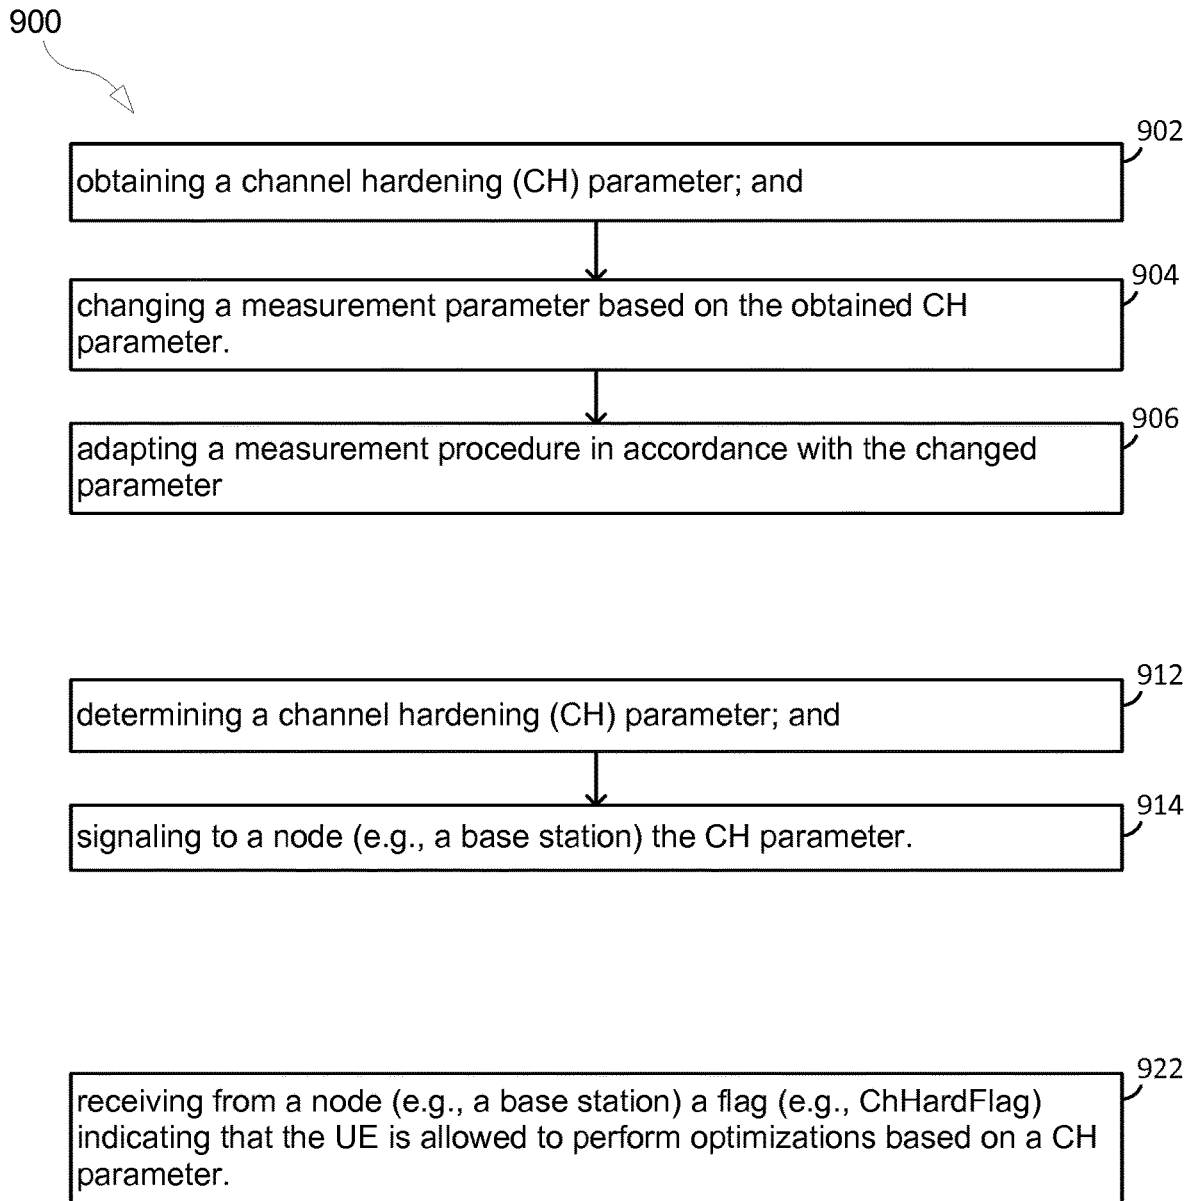 900
902
obtaining a channel hardening (CH) parameter; and
904
changing a measurement parameter based on the obtained CH
parameter.
906
adapting a measurement procedure in accordance with the changed
parameter
912
determining a channel hardening (CH) parameter; and
914
signaling to a node (e.g., a base station) the CH parameter.
922
receiving from a node (e.g., a base station) a flag (e.g., ChHardFlag)
indicating that the UE is allowed to perform optimizations based on a CH
parameter.